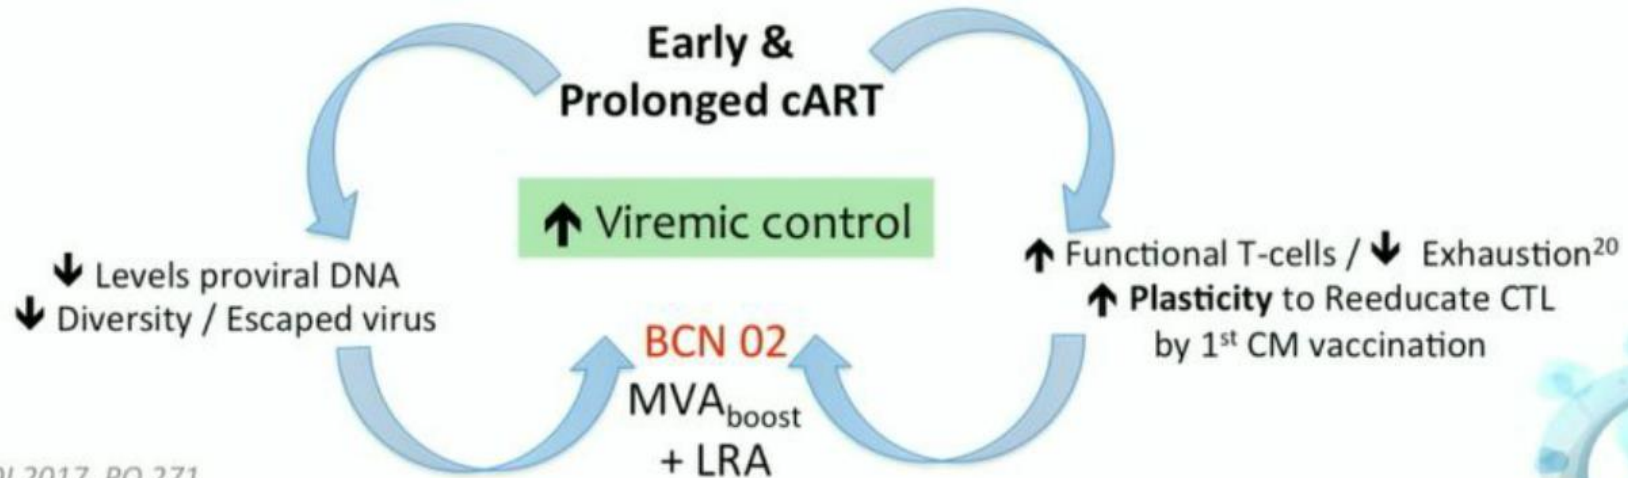 Early &
Prolonged cART
↑ Viremic control
↓ Levels proviral DNA
↓ Diversity / Escaped virus
↑ Functional T-cells / ↓ Exhaustion²⁰
↑ Plasticity to Reeducate CTL
by 1st CM vaccination
BCN 02
MVAboost
+ LRA
2017